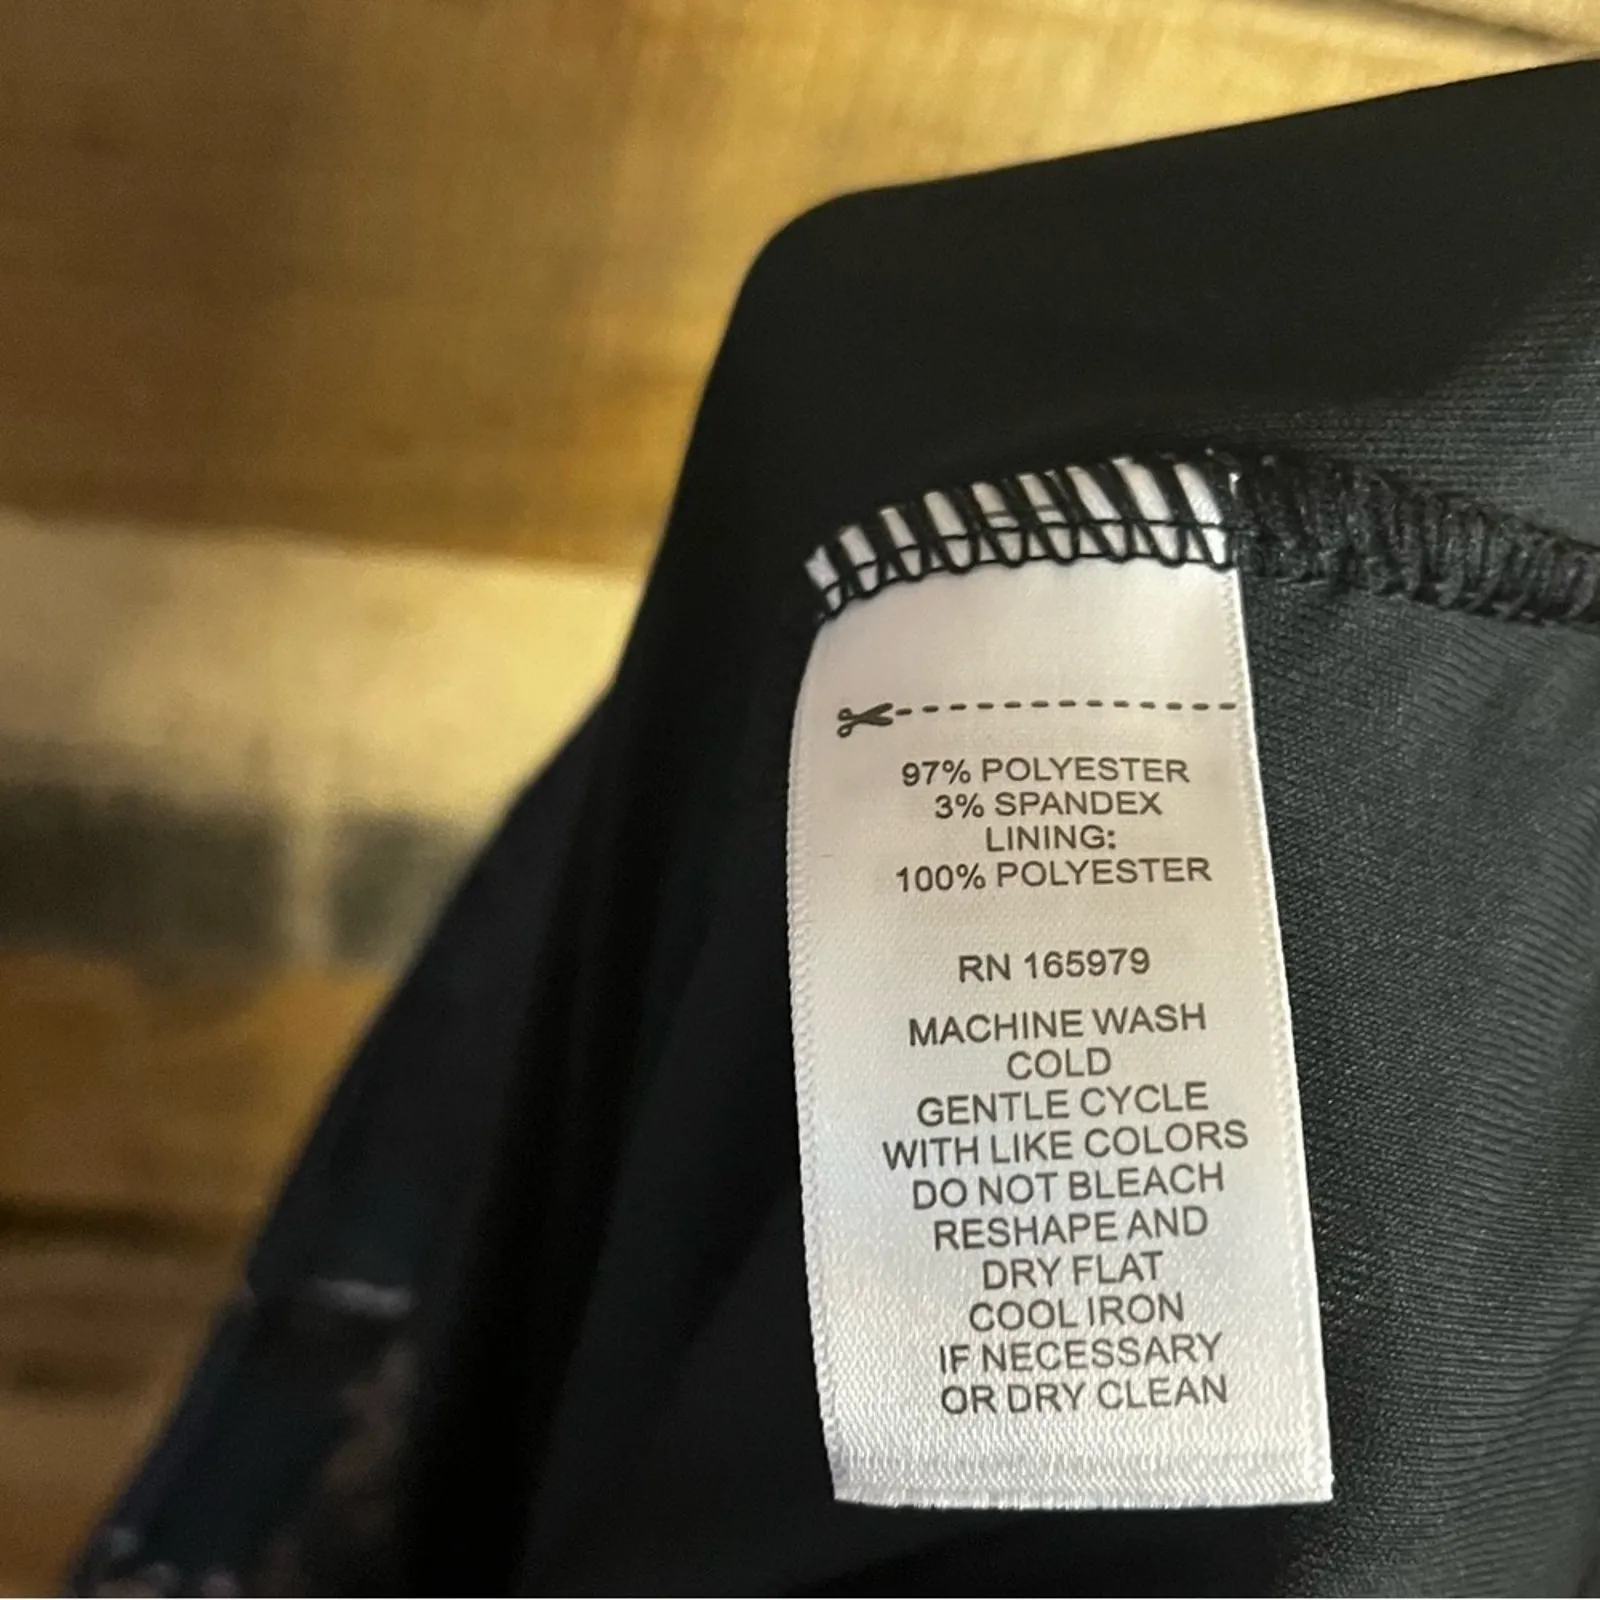 97% POLYESTER
3% SPANDEX
LINING:
100% POLYESTER
RN 165979
MACHINE WASH
COLD
GENTLE CYCLE
WITH LIKE COLORS
DO NOT BLEACH
RESHAPE AND
DRY FLAT
COOL IRON
IF NECESSARY
OR DRY CLEAN